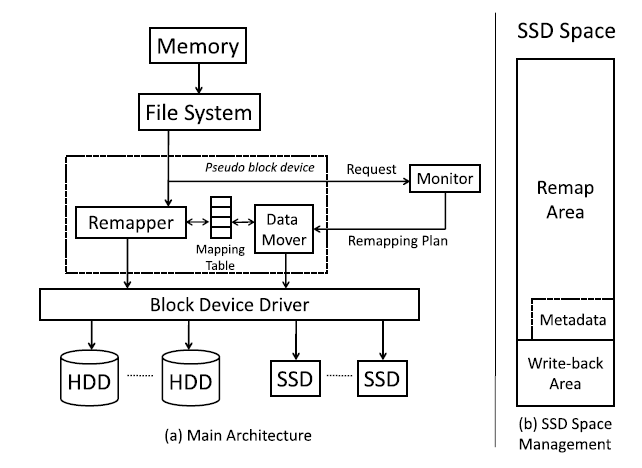 Memory
File System
Pseudo block device
Request
Monitor
Remapper
Mapping
Table
Data
Mover
Remapping Plan
Block Device Driver
HDD ........ HDD
SSD ........ SSD
(a) Main Architecture
SSD Space
Remap
Area
Metadata
Write-back
Area
(b) SSD Space
Management